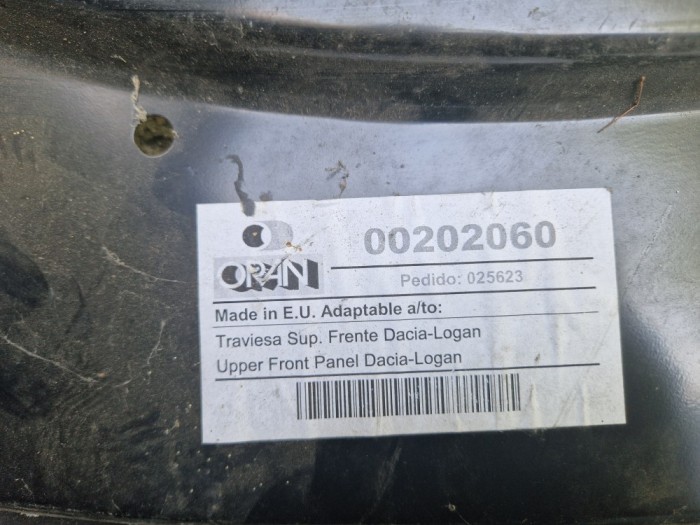 00202060
ORAN
Pedido: 025623
Made in E.U. Adaptable a/to:
Traviesa Sup. Frente Dacia-Logan
Upper Front Panel Dacia-Logan